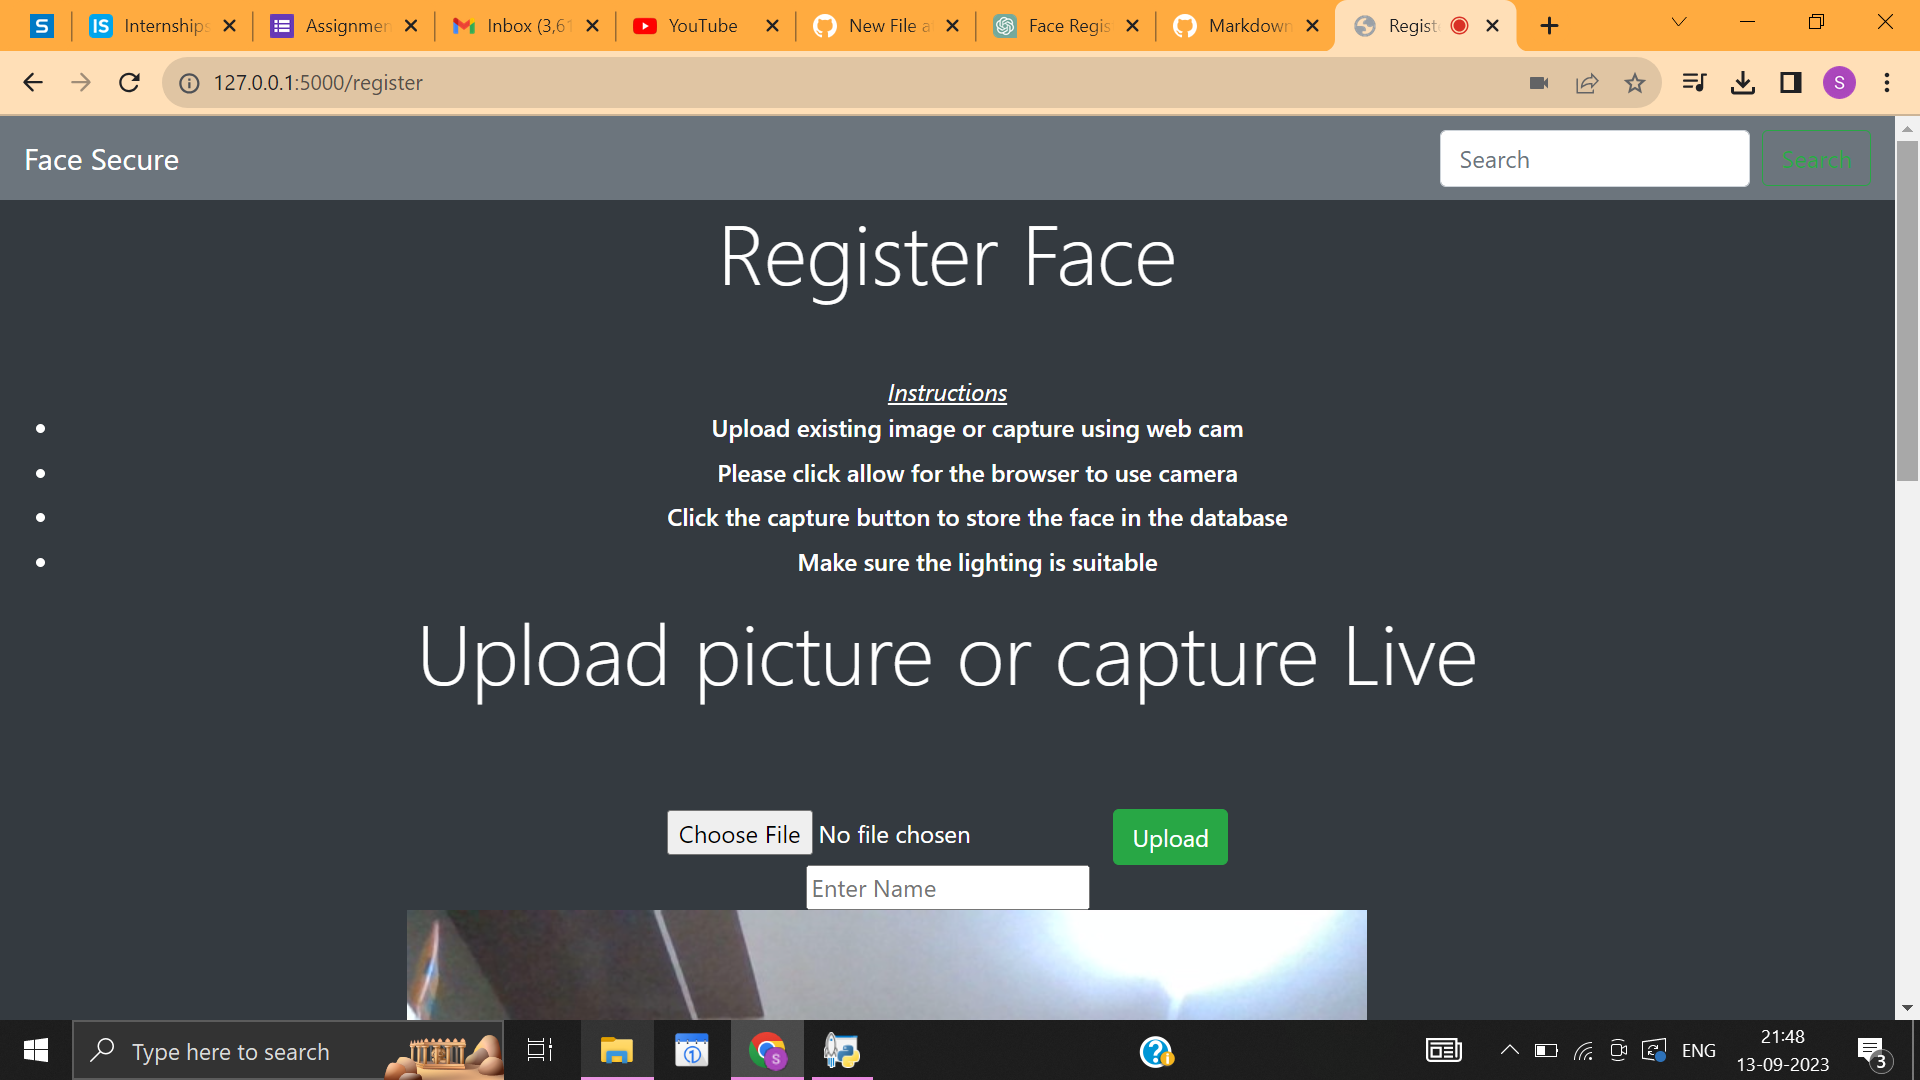 S
IS Internships
Assignmen
Inbox (3,61
YouTube
New File a
Face Regis
Markdown
Regist
127.0.0.1:5000/register
S
Face Secure
Search
Search
Register Face
Instructions
Upload existing image or capture using web cam
Please click allow for the browser to use camera
Click the capture button to store the face in the database
Make sure the lighting is suitable
Upload picture or capture Live
Choose File No file chosen
Upload
Enter Name
Type here to search
1
S
ENG
21:48
13-09-2023
3